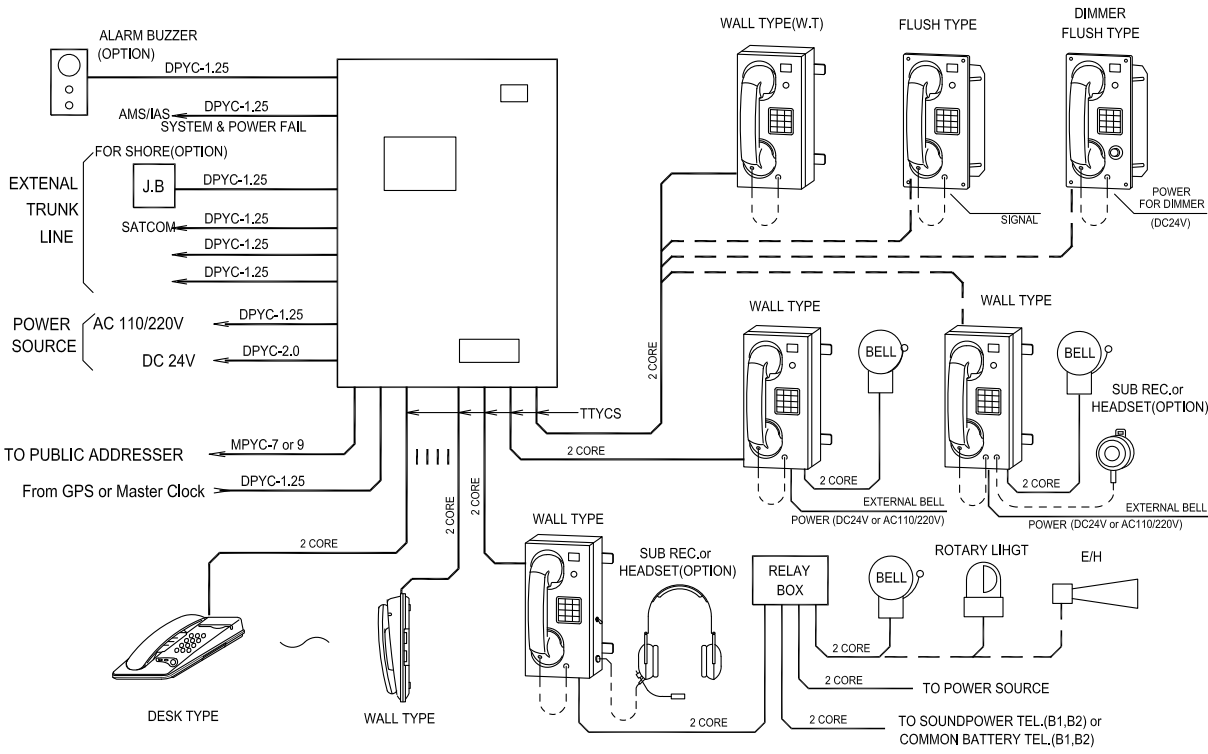 WALL TYPE(W.T)
FLUSH TYPE
DIMMER
FLUSH TYPE
ALARM BUZZER
(OPTION)
DPYC-1.25
AMS/IAS
DPYC-1.25
SYSTEM & POWER FAIL
FOR SHORE(OPTION)
EXTENAL
TRUNK
LINE
J.B
DPYC-1.25
SATCOM
DPYC-1.25
DPYC-1.25
DPYC-1.25
POWER
SOURCE
AC 110/220V
DPYC-1.25
DC 24V
DPYC-2.0
SIGNAL
POWER
FOR DIMMER
(DC24V)
2 CORE
WALL TYPE
WALL TYPE
BELL
BELL
SUB REC.or
HEADSET(OPTION)
TTYCS
TO PUBLIC ADDRESSER
MPYC-7 or 9
From GPS or Master Clock
DPYC-1.25
2 CORE
2 CORE
2 CORE
EXTERNAL BELL
POWER (DC24V or AC110/220V)
EXTERNAL BELL
POWER (DC24V or AC110/220V)
2 CORE
2 CORE
2 CORE
WALL TYPE
SUB REC.or
HEADSET(OPTION)
RELAY
BOX
BELL
ROTARY LIHGT
E/H
2 CORE
2 CORE
TO POWER SOURCE
DESK TYPE
WALL TYPE
2 CORE
2 CORE
TO SOUNDPOWER TEL.(B1,B2) or
COMMON BATTERY TEL.(B1,B2)